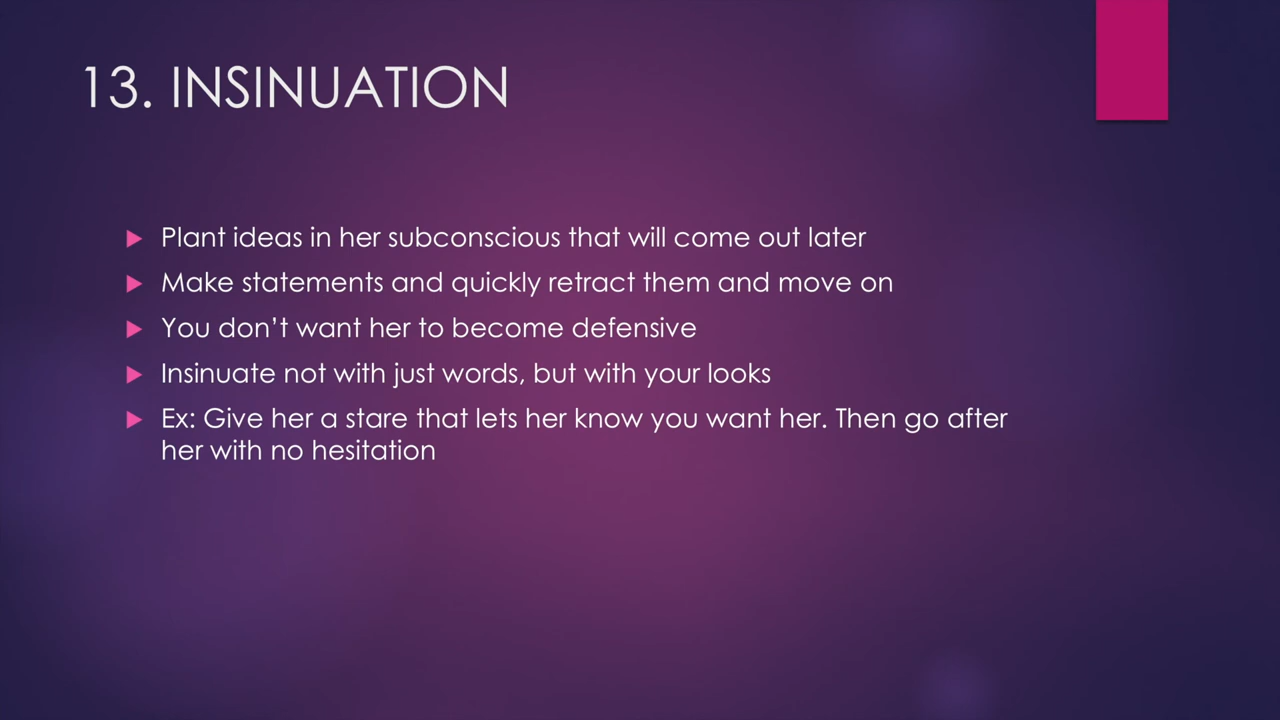 13. INSINUATION
Plant ideas in her subconscious that will come out later
Make statements and quickly retract them and move on
You don’t want her to become defensive
Insinuate not with just words, but with your looks
Ex: Give her a stare that lets her know you want her. Then go after
her with no hesitation